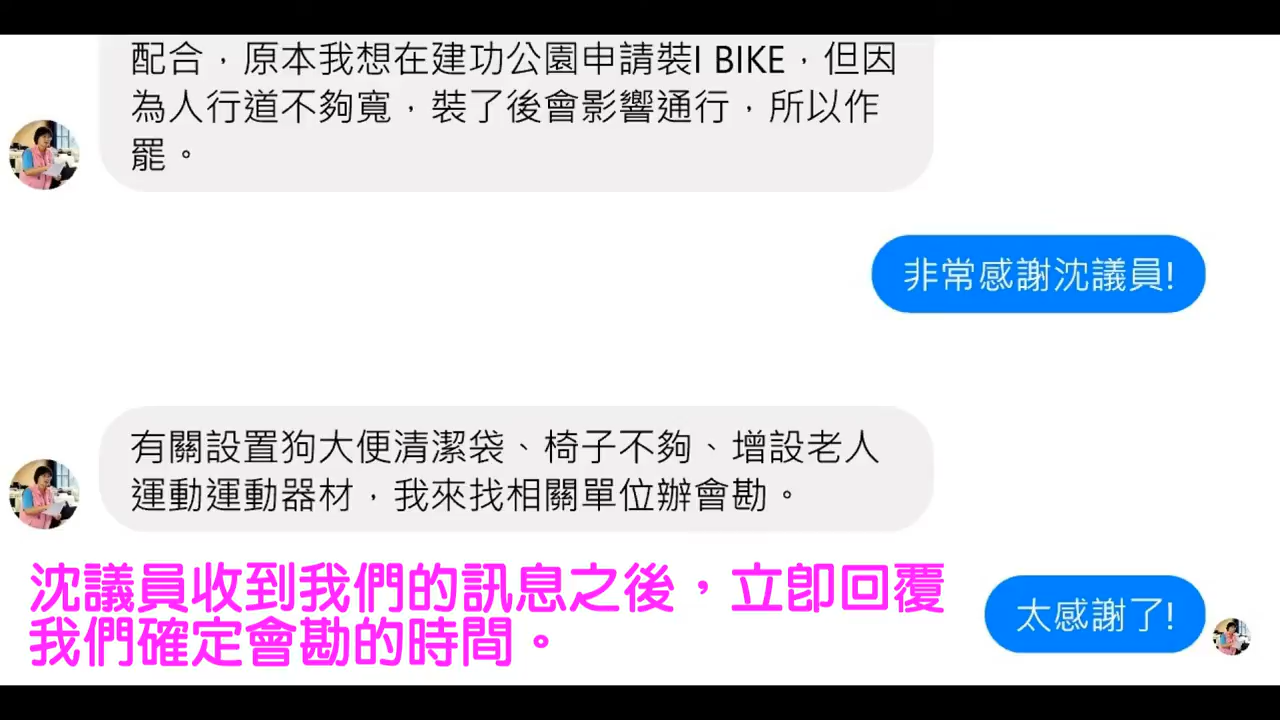 配合，原本我想在建功公園申請裝I BIKE，但因
為人行道不夠寬，裝了後會影響通行，所以作
罷。
非常感謝沈議員!
有關設置狗大便清潔袋、椅子不夠、增設老人
運動運動器材，我來找相關單位辦會勘。
沈議員收到我們的訊息之後，立即回覆
我們確定會勘的時間。
太感謝了!